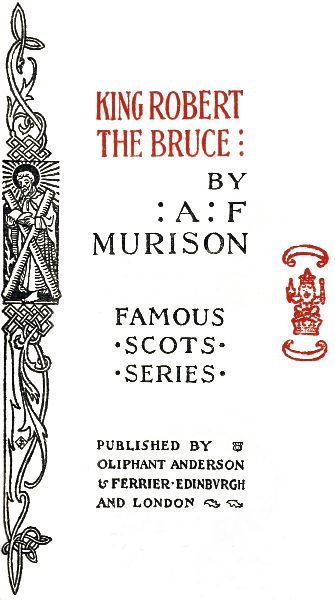 KING ROBERT
THE BRUCE :
BY
: A : F
MURISON
FAMOUS
· SCOTS ·
· SERIES ·
PUBLISHED BY
OLIPHANT ANDERSON
& FERRIER · EDINBVRGH
AND LONDON